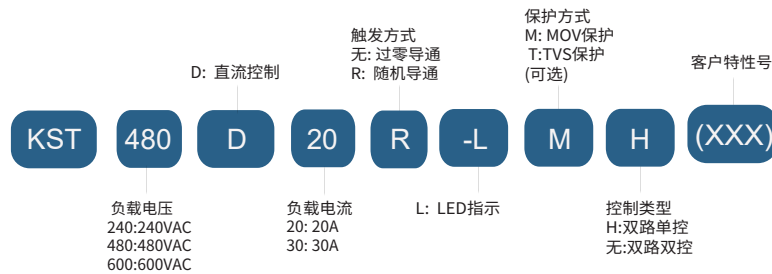 D: 直流控制
触发方式
无: 过零导通
R: 随机导通
保护方式
M: MOV保护
T:TVS保护
(可选)
客户特性号
KST 480 D 20 R -L M H (XXX)
负载电压
240:240VAC
480:480VAC
600:600VAC
负载电流
20: 20A
30: 30A
L: LED指示
控制类型
H:双路单控
无:双路双控